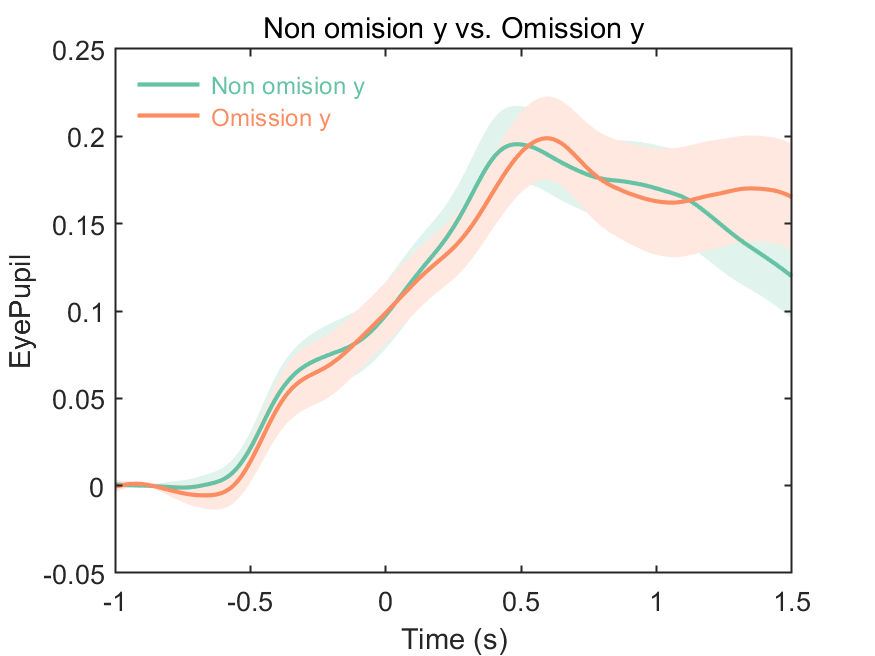 Non omision y vs. Omission y
Non omision y
Omission y
0.25
0.2
0.15
0.1
0.05
0
-0.05
EyePupil
-1 -0.5 0 0.5 1 1.5
Time (s)